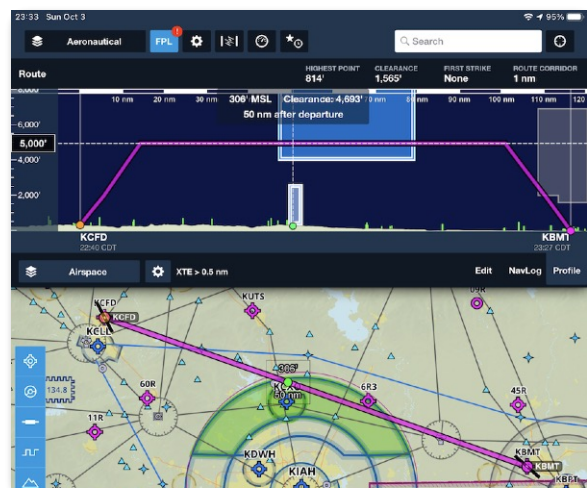 23:33 Sun Oct 3
95%
Aeronautical
FPL
Search
Route
HIGHEST POINT
814'
CLEARANCE
1,565'
FIRST STRIKE
None
ROUTE CORRIDOR
1 nm
10 nm 20 nm 30 nm
70 nm 80 nm 90 nm 100 nm 110 nm 120
306' MSL Clearance: 4,693'
50 nm after departure
6,000'
5,000'
4,000'
2,000'
KCFD
22:40 CDT
KBMT
23:27 CDT
Airspace
XTE > 0.5 nm
Edit
NavLog
Profile
KCFD
KCFD
KUTS
KCLL
134.8
60R
11R
306'
50 nm
6R3
45R
KDWH
KIAH
KBMT
KBMT
KBPT